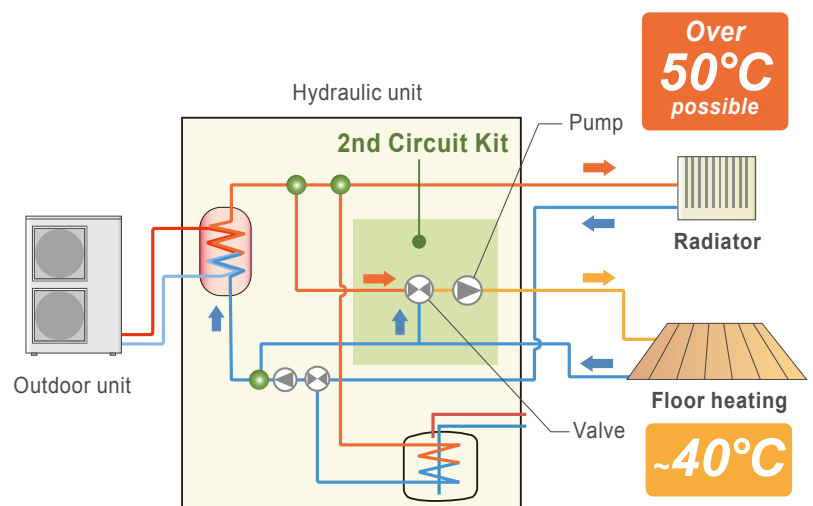 Over
50°C
possible
Hydraulic unit
Pump
2nd Circuit Kit
Radiator
Outdoor unit
Floor heating
Valve
~40°C